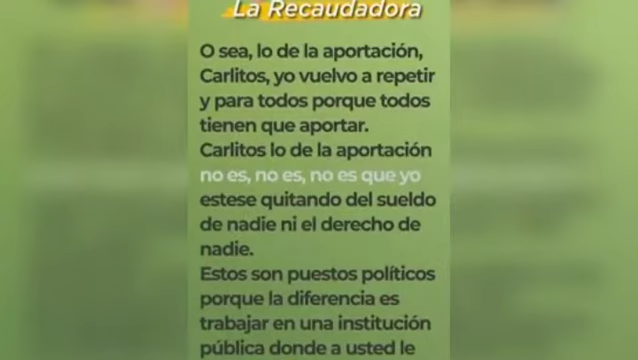 La Recaudadora
O sea, lo de la aportación,
Carlitos, yo vuelvo a repetir
y para todos porque todos
tienen que aportar.
Carlitos lo de la aportación
no es, no es, no es que yo
estese quitando del sueldo
de nadie ni el derecho de
nadie.
Estos son puestos políticos
porque la diferencia es
trabajar en una institución
pública donde a usted le